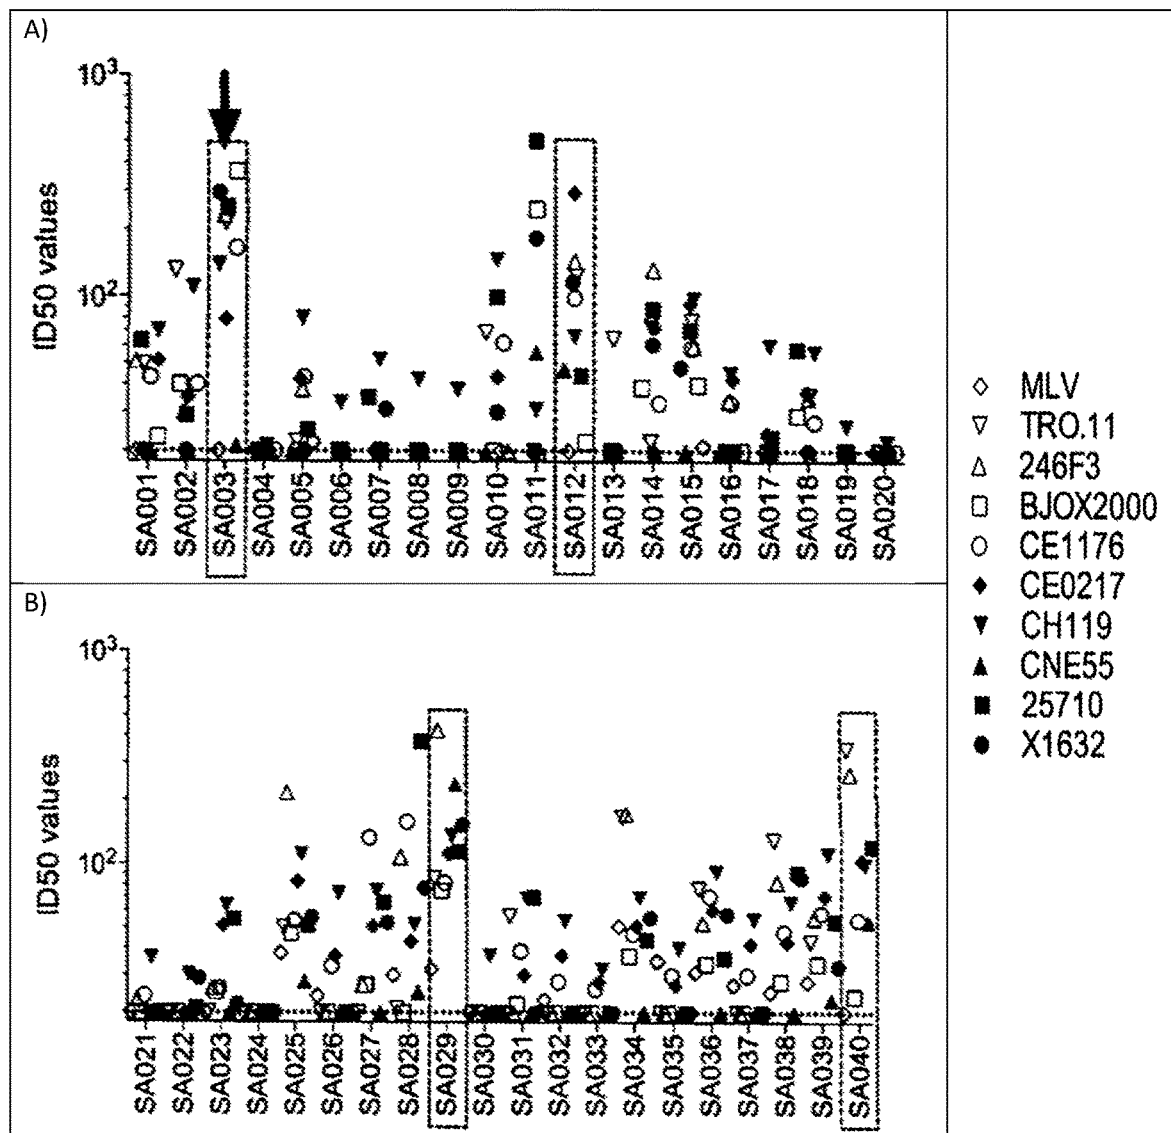 A)
10³
10²
ID50 values
SA001
SA002
SA003
SA004
SA005
SA006
SA007
SA008
SA009
SA010
SA011
SA012
SA013
SA014
SA015
SA016
SA017
SA018
SA019
SA020
B)
10³
10²
ID50 values
SA021
SA022
SA023
SA024
SA025
SA026
SA027
SA028
SA029
SA030
SA031
SA032
SA033
SA034
SA035
SA036
SA037
SA038
SA039
SA040
MLV
TRO.11
246F3
BJOX2000
CE1176
CE0217
CH119
CNE55
25710
X1632